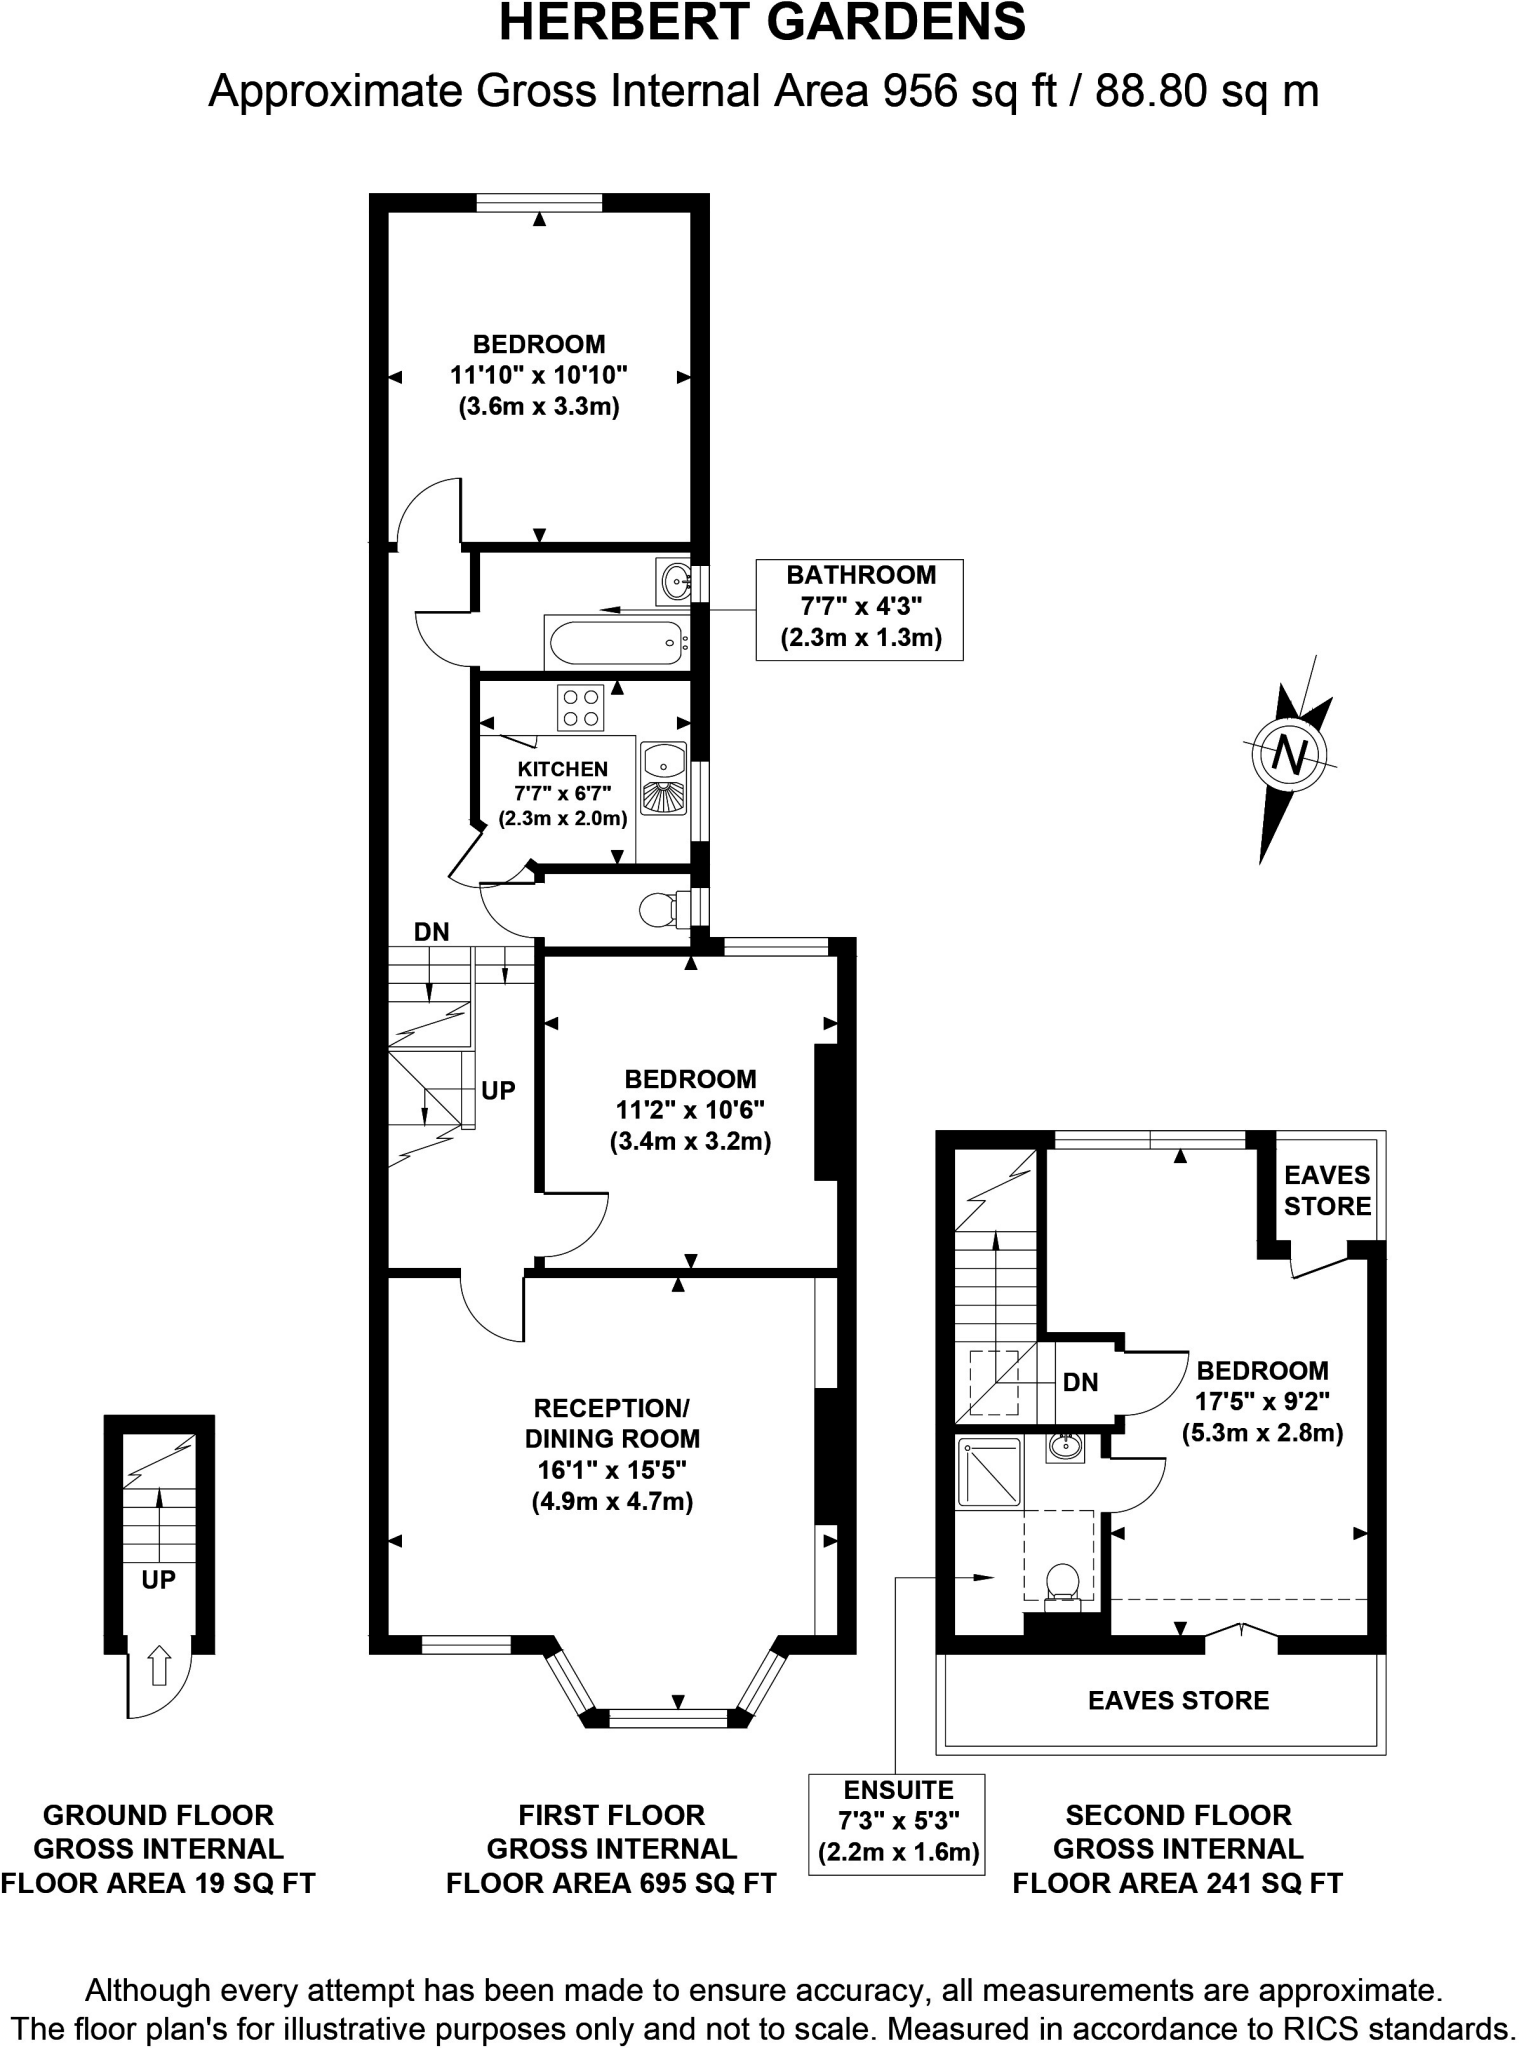 HERBERT GARDENS
Approximate Gross Internal Area 956 sq ft / 88.80 sq m
BEDROOM
11'10" x 10'10"
(3.6m x 3.3m)
BATHROOM
7'7" x 4'3"
(2.3m x 1.3m)
N
KITCHEN
7'7" x 6'7"
(2.3m x 2.0m)
DN
UP
BEDROOM
11'2" x 10'6"
(3.4m x 3.2m)
EAVES
STORE
DN
BEDROOM
17'5" x 9'2"
(5.3m x 2.8m)
RECEPTION/
DINING ROOM
16'1" x 15'5"
(4.9m x 4.7m)
UP
EAVES STORE
ENSUITE
7'3" x 5'3"
(2.2m x 1.6m)
GROUND FLOOR
GROSS INTERNAL
FLOOR AREA 19 SQ FT
FIRST FLOOR
GROSS INTERNAL
FLOOR AREA 695 SQ FT
SECOND FLOOR
GROSS INTERNAL
FLOOR AREA 241 SQ FT
Although every attempt has been made to ensure accuracy, all measurements are approximate.
The floor plan's for illustrative purposes only and not to scale. Measured in accordance to RICS standards.